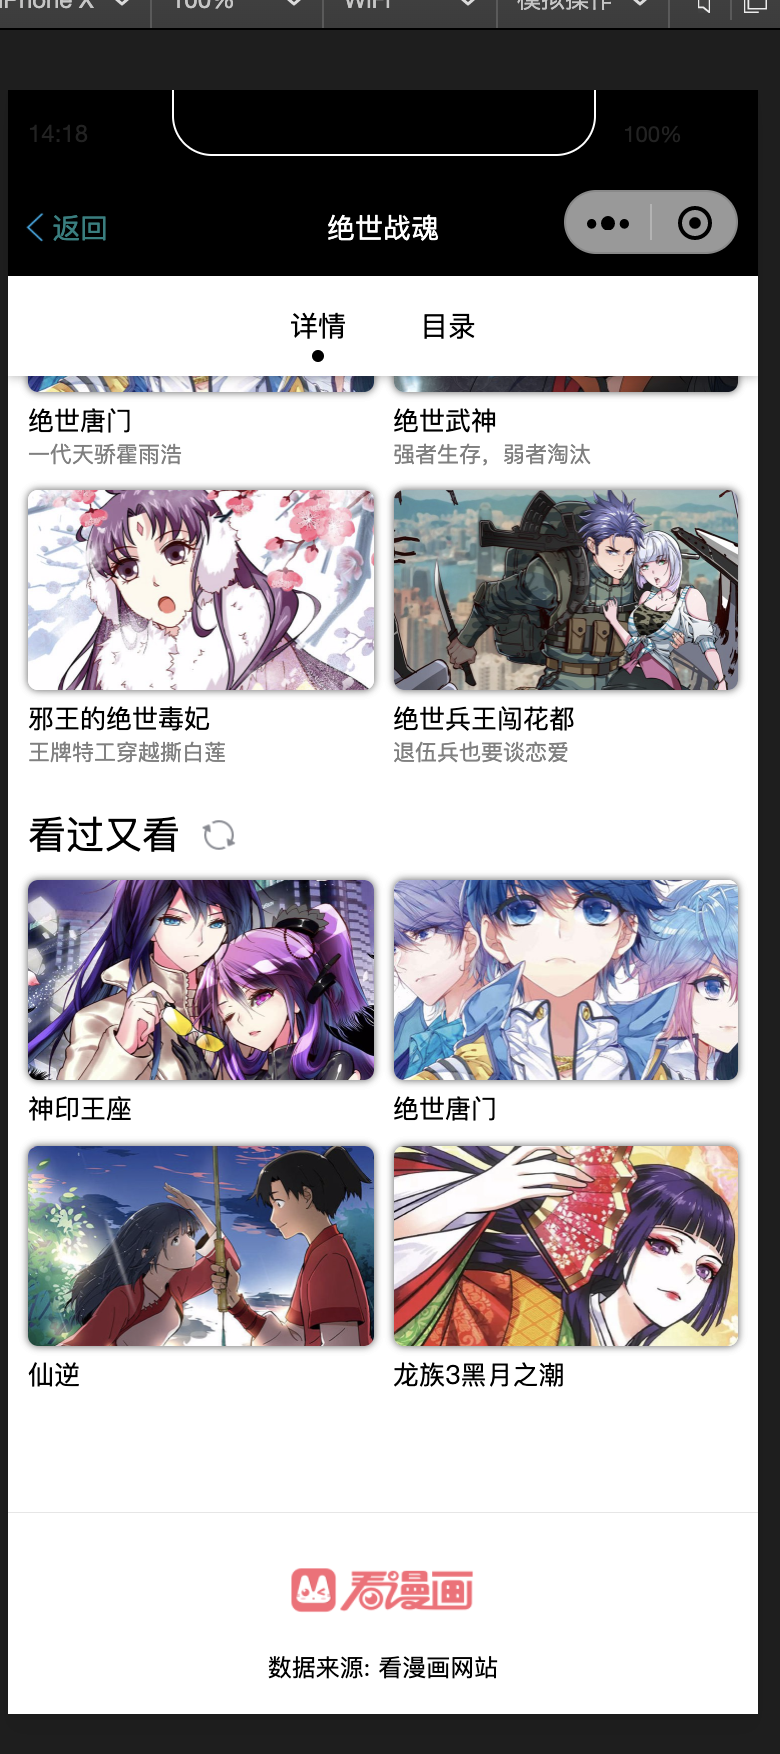 iPhone X 100% WiFi 模拟操作
14:18 100%
返回 绝世战魂
详情 目录
绝世唐门 绝世武神
一代天骄霍雨浩 强者生存，弱者淘汰
邪王的绝世毒妃 绝世兵王闯花都
王牌特工穿越撕白莲 退伍兵也要谈恋爱
看过又看
神印王座 绝世唐门
仙逆 龙族3黑月之潮
看漫画
数据来源: 看漫画网站